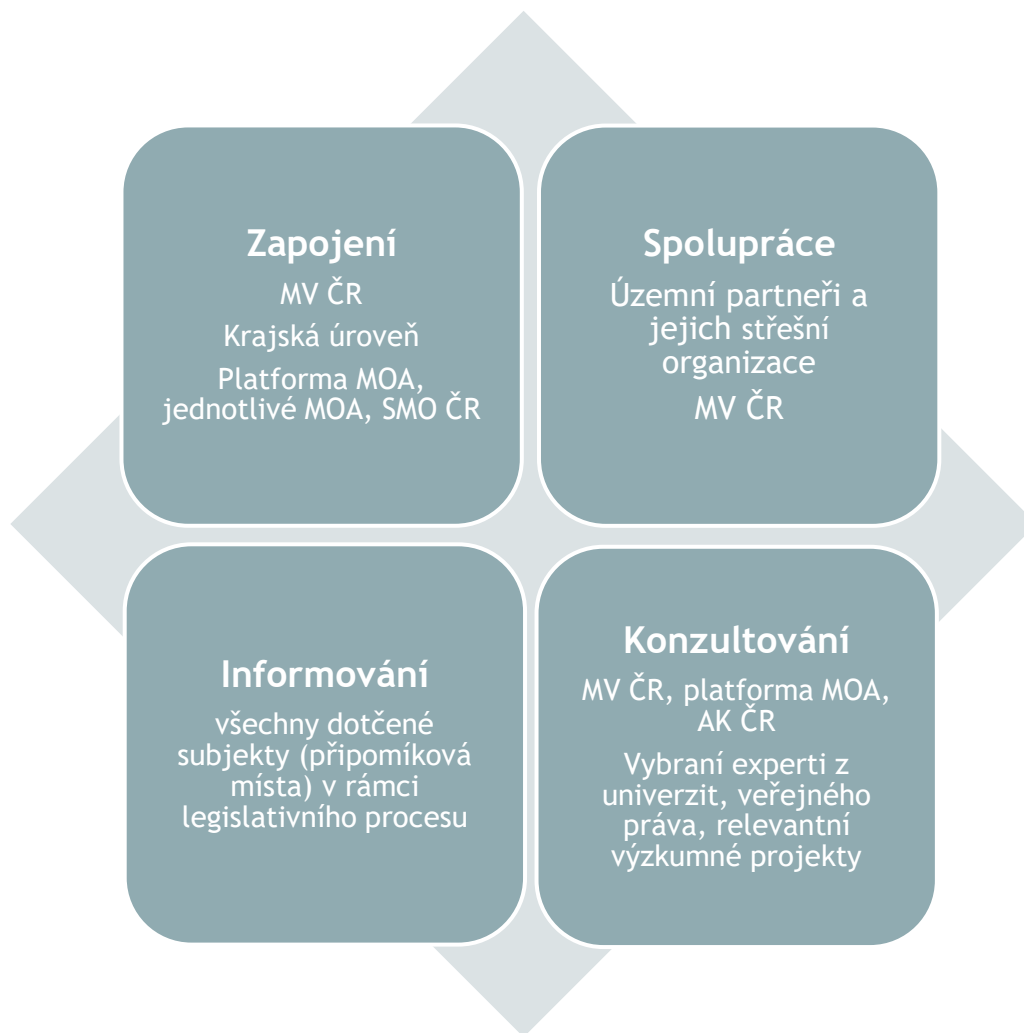 Zapojení
MV ČR
Krajská úroveň
Platforma MOA,
jednotlivé MOA, SMO ČR
Spolupráce
Územní partneři a
jejich střešní
organizace
MV ČR
Informování
všechny dotčené
subjekty (připomíková
místa) v rámci
legislativního procesu
Konzultování
MV ČR, platforma MOA,
AK ČR
Vybraní experti z
univerzit, veřejného
práva, relevantní
výzkumné projekty